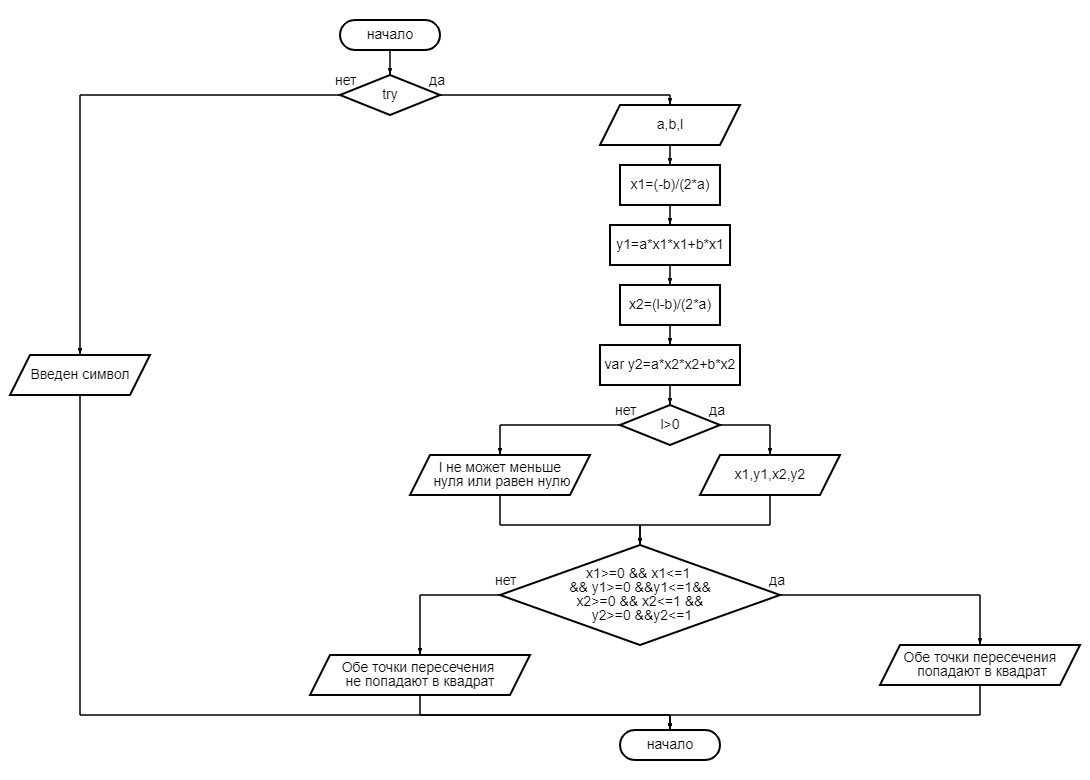 начало
нет
да
try
a,b,l
x1=(-b)/(2*a)
y1=a*x1*x1+b*x1
x2=(l-b)/(2*a)
Введен символ
var y2=a*x2*x2+b*x2
нет
да
l>0
l не может меньше
нуля или равен нулю
x1,y1,x2,y2
нет
да
x1>=0 && x1<=1
&& y1>=0 &&y1<=1&&
x2>=0 && x2<=1 &&
y2>=0 &&y2<=1
Обе точки пересечения
не попадают в квадрат
Обе точки пересечения
попадают в квадрат
начало